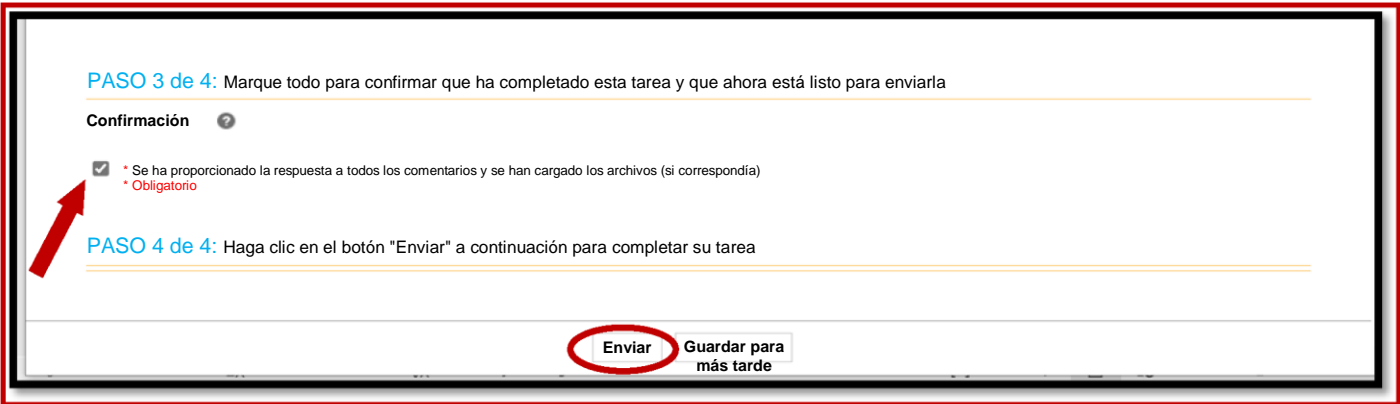 PASO 3 de 4: Marque todo para confirmar que ha completado esta tarea y que ahora está listo para enviarla
Confirmación ?
* Se ha proporcionado la respuesta a todos los comentarios y se han cargado los archivos (si correspondía)
* Obligatorio
PASO 4 de 4: Haga clic en el botón "Enviar" a continuación para completar su tarea
Enviar
Guardar para
más tarde